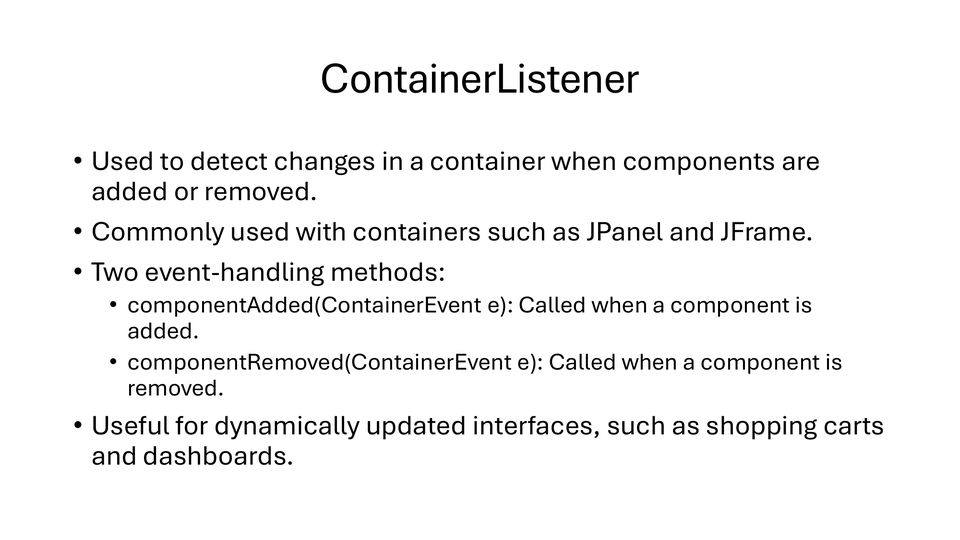 ContainerListener
• Used to detect changes in a container when components are
added or removed.
• Commonly used with containers such as JPanel and JFrame.
• Two event-handling methods:
• componentAdded(ContainerEvent e): Called when a component is
added.
• componentRemoved(ContainerEvent e): Called when a component is
removed.
• Useful for dynamically updated interfaces, such as shopping carts
and dashboards.